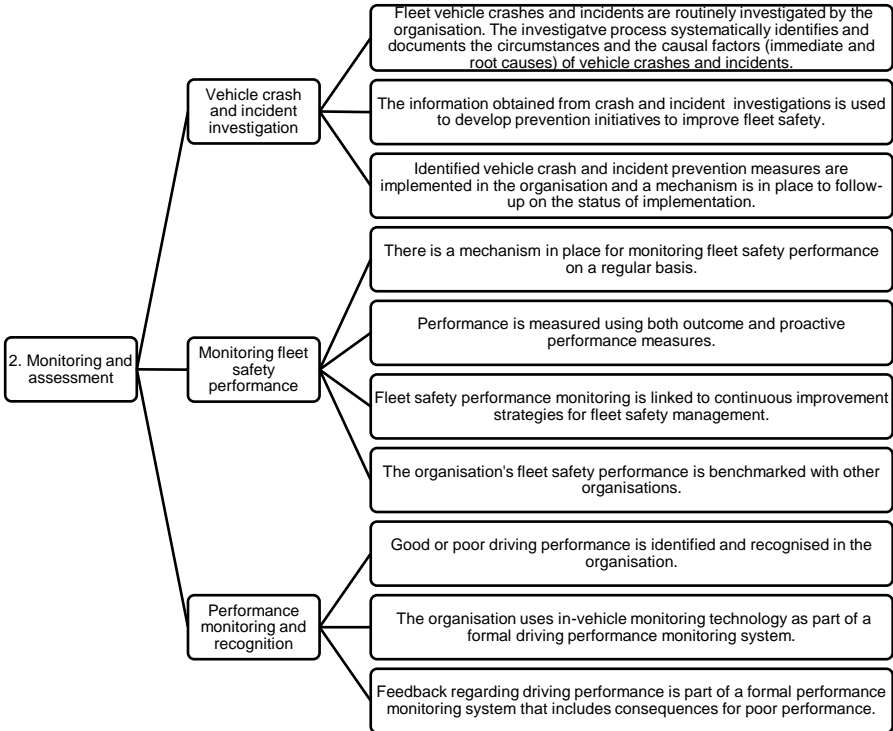 Fleet vehicle crashes and incidents are routinely investigated by the
organisation. The investigatve process systematically identifies and
documents the circumstances and the causal factors (immediate and
root causes) of vehicle crashes and incidents.
Vehicle crash
and incident
investigation
The information obtained from crash and incident investigations is used
to develop prevention initiatives to improve fleet safety.
Identified vehicle crash and incident prevention measures are
implemented in the organisation and a mechanism is in place to follow-
up on the status of implementation.
There is a mechanism in place for monitoring fleet safety performance
on a regular basis.
Performance is measured using both outcome and proactive
performance measures.
2. Monitoring and
assessment
Monitoring fleet
safety
performance
Fleet safety performance monitoring is linked to continuous improvement
strategies for fleet safety management.
The organisation's fleet safety performance is benchmarked with other
organisations.
Good or poor driving performance is identified and recognised in the
organisation.
Performance
monitoring and
recognition
The organisation uses in-vehicle monitoring technology as part of a
formal driving performance monitoring system.
Feedback regarding driving performance is part of a formal performance
monitoring system that includes consequences for poor performance.